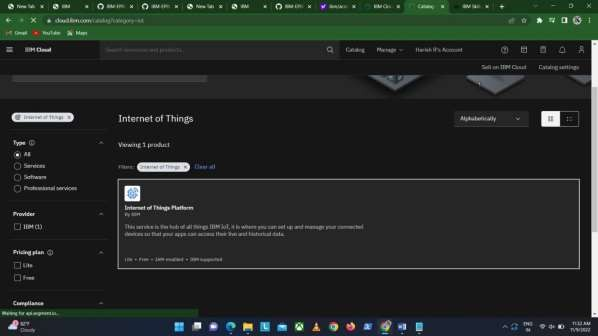 New Tab
IBM
IBM-EPB
IBM-EPB
New Tab
IBM
IBM-EPB
Catalog
IBM Skill
cloud.ibm.com/catalog?category=iot
Gmail
YouTube
Maps
IBM Cloud
Search resources and products...
Catalog
Manage
Harish R's Account
Sell on IBM Cloud
Catalog settings
Internet of Things
Internet of Things
Alphabetically
Type
Viewing 1 product
All
Services
Filters:
Internet of Things
Clear all
Software
Professional services
Provider
IBM (1)
Pricing plan
Lite
Free
Compliance
Internet of Things Platform
By IBM
This service is the hub of all things IBM IoT, it is where you can set up and manage your connected
devices so that your apps can access their live and historical data.
Lite • Free • IAM-enabled • IBM-supported
Waiting for api.segment.io...
82°F
Cloudy
ENG
IN
11:32 AM
11/9/2022